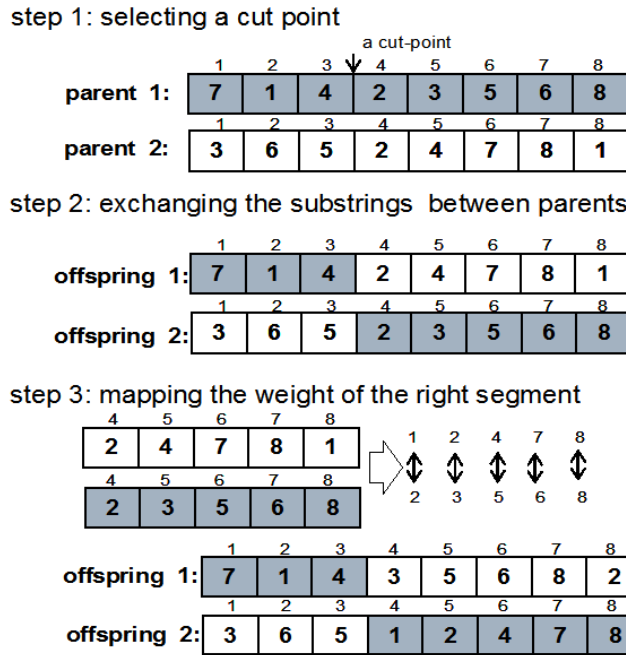 step 1: selecting a cut point
a cut-point
1 2 3 4 5 6 7 8
parent 1: 7 1 4 2 3 5 6 8
1 2 3 4 5 6 7 8
parent 2: 3 6 5 2 4 7 8 1
step 2: exchanging the substrings between parents
1 2 3 4 5 6 7 8
offspring 1: 7 1 4 2 4 7 8 1
1 2 3 4 5 6 7 8
offspring 2: 3 6 5 2 3 5 6 8
step 3: mapping the weight of the right segment
4 5 6 7 8
2 4 7 8 1
4 5 6 7 8
2 3 5 6 8
1 2 4 7 8
2 3 5 6 8
1 2 3 4 5 6 7 8
offspring 1: 7 1 4 3 5 6 8 2
1 2 3 4 5 6 7 8
offspring 2: 3 6 5 1 2 4 7 8